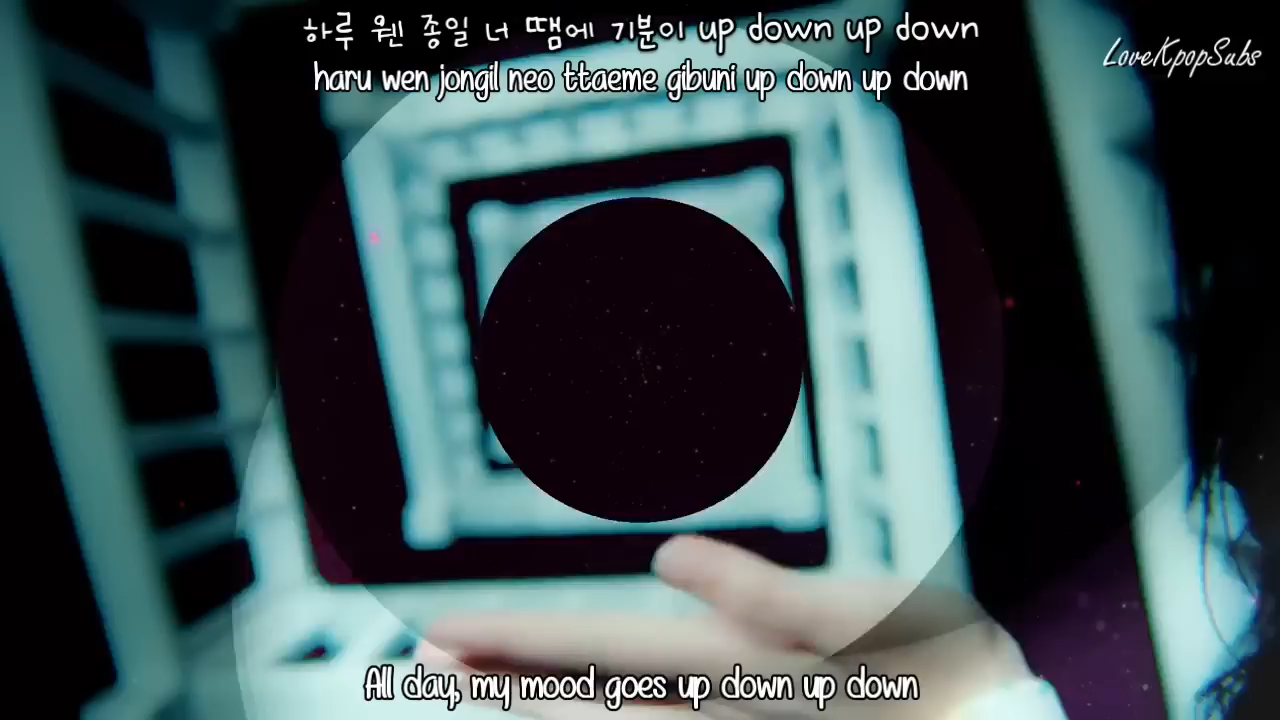 하루 웬 종일 너 땜에 기분이 up down up down
haru wen jongil neo ttaeme gibuni up down up down
LoveKpopSubs
All day, my mood goes up down up down